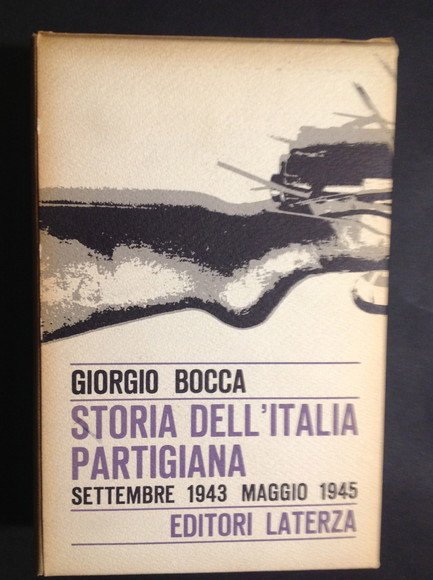 GIORGIO BOCCA
STORIA DELL'ITALIA
PARTIGIANA
SETTEMBRE 1943 MAGGIO 1945
EDITORI LATERZA